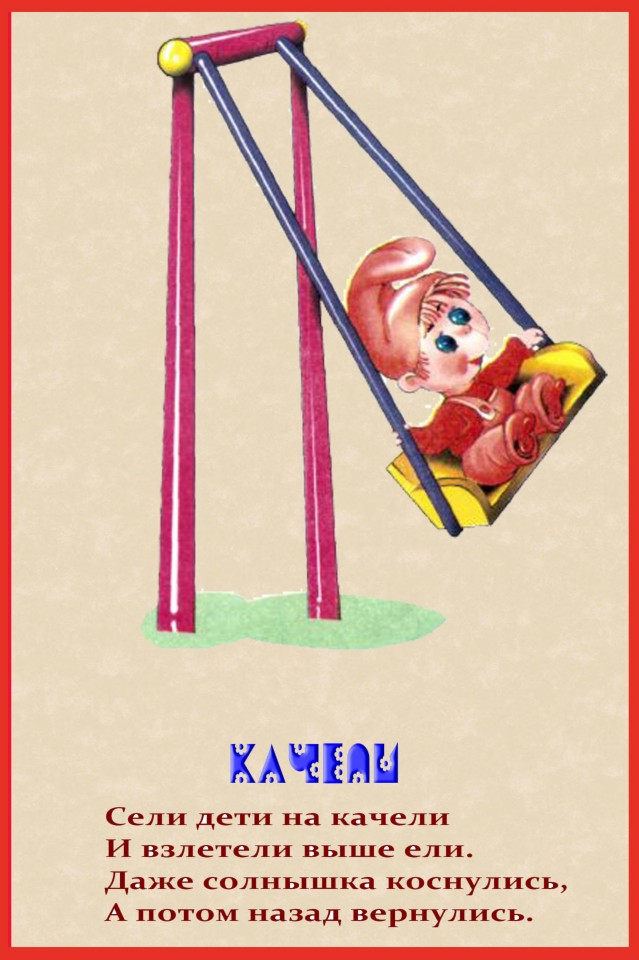 КАЧЕЛИ
Сели дети на качели
И взлетели выше ели.
Даже солнышка коснулись,
А потом назад вернулись.